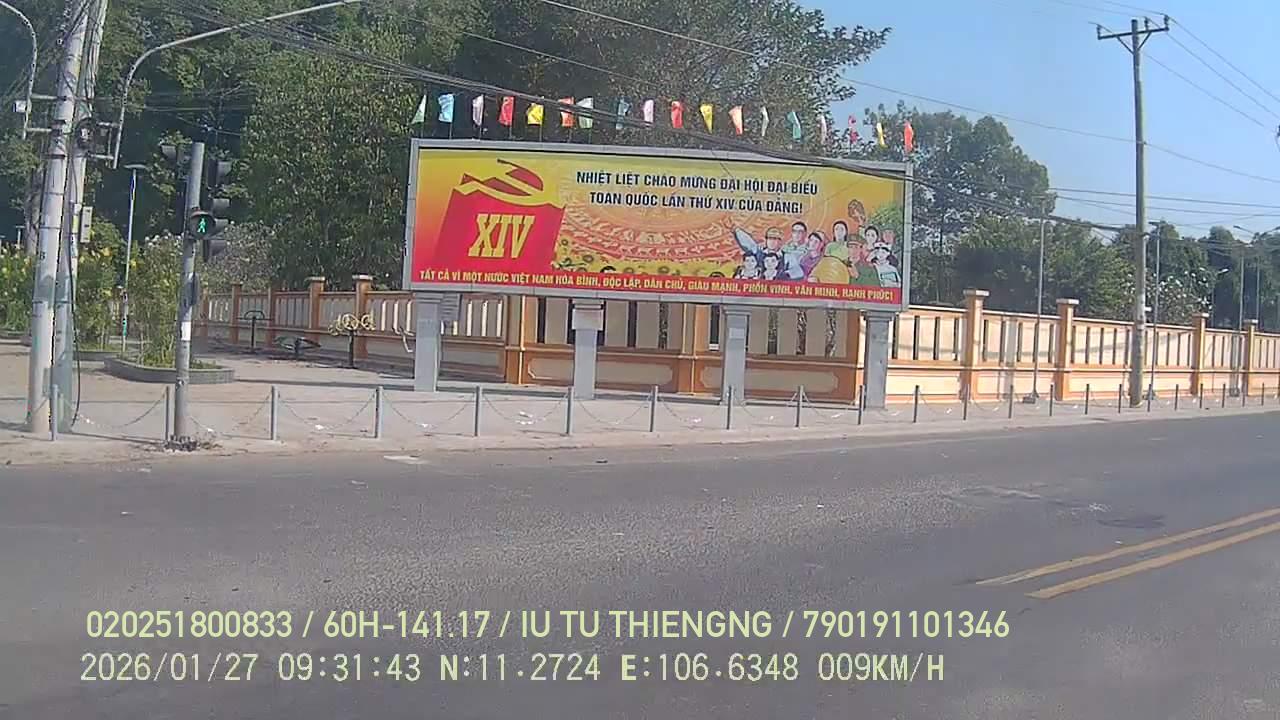 NHIỆT LIỆT CHÀO MỪNG ĐẠI HỘI ĐẠI BIỂU
TOÀN QUỐC LẦN THỨ XIV CỦA ĐẢNG!
XIV
TẤT CẢ VÌ MỘT NƯỚC VIỆT NAM HÒA BÌNH, ĐỘC LẬP, DÂN CHỦ, GIÀU MẠNH, PHỒN VINH, VĂN MINH, HẠNH PHÚC!
020251800833 / 60H-141.17 / IU TU THIENGNG / 790191101346
2026/01/27 09:31:43 N:11.2724 E:106.6348 009KM/H